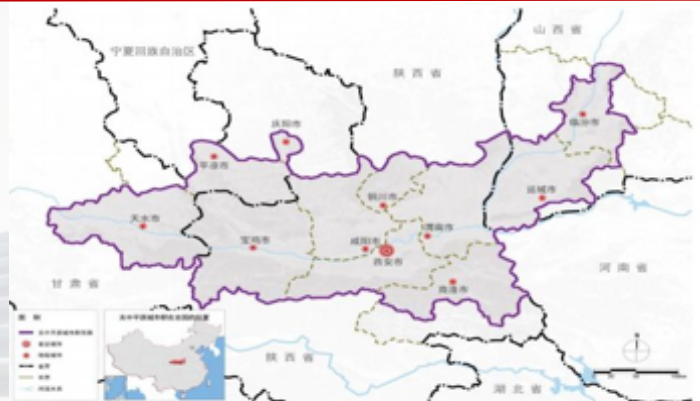 山西省
宁夏回族自治区
陕西省
庆阳市
临汾市
平凉市
铜川市
运城市
天水市
宝鸡市
咸阳市
渭南市
西安市
河南省
甘肃省
商洛市
图例
陕西省
湖北省